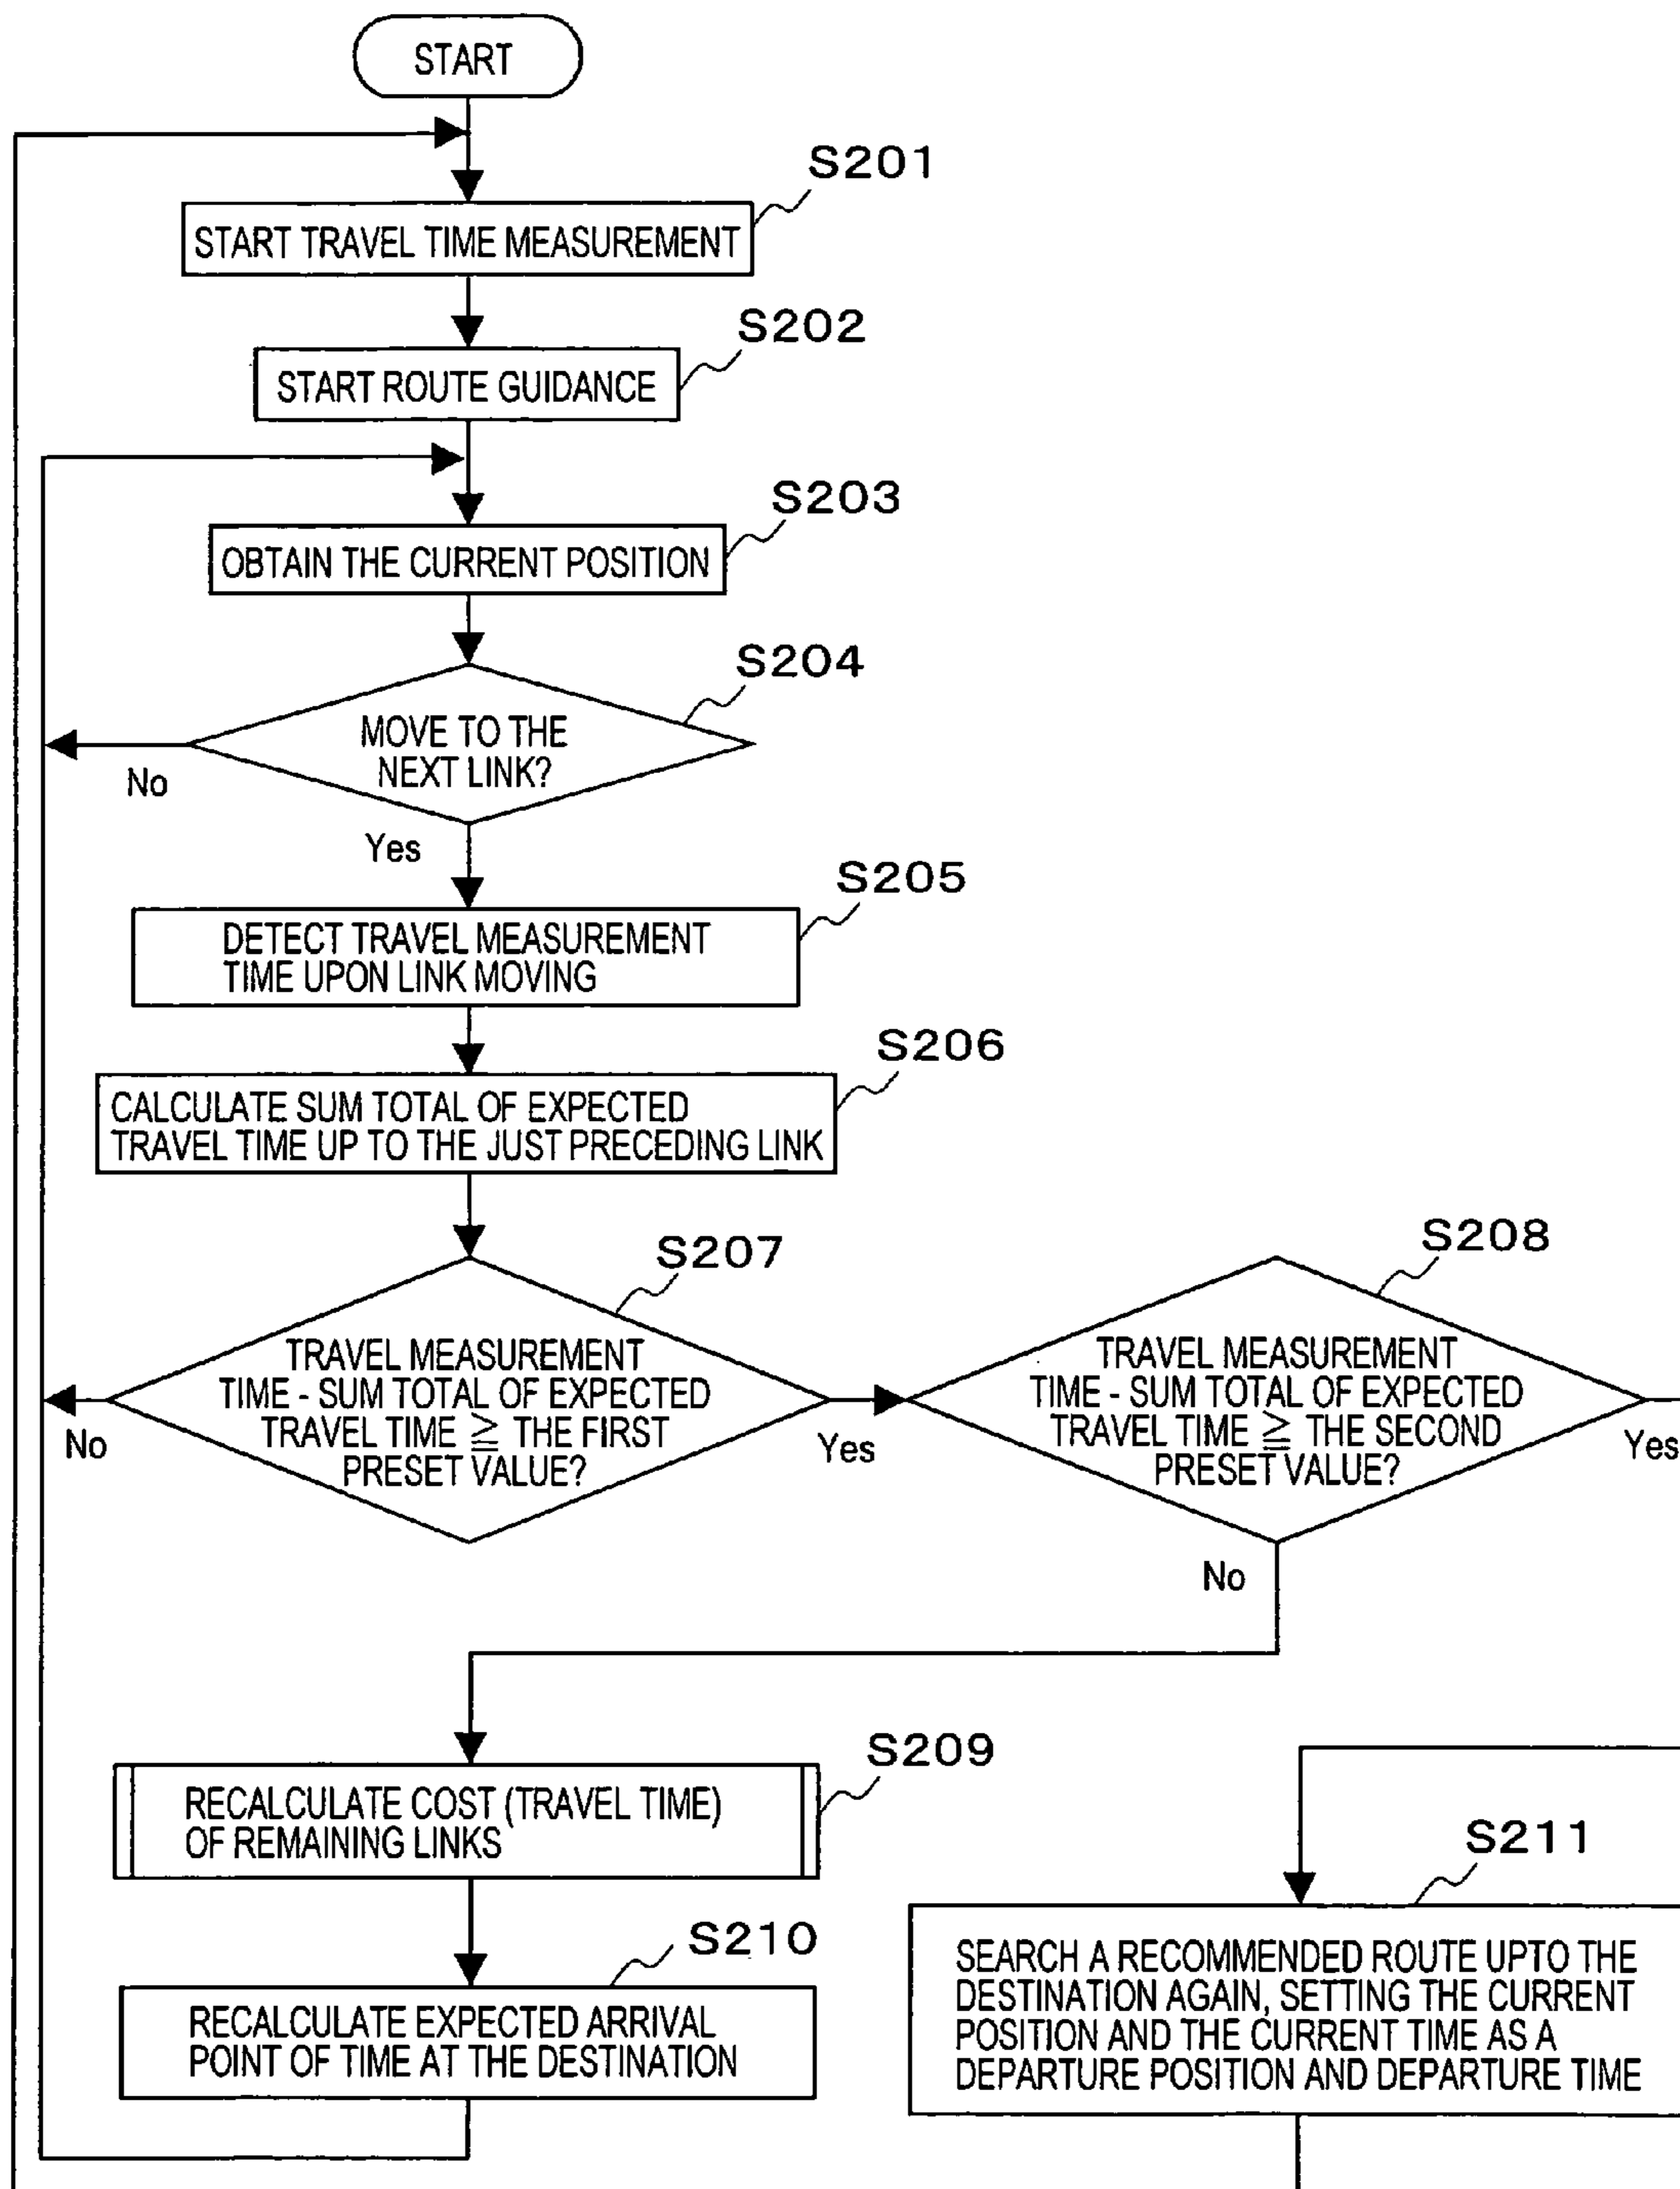 START
S201
START TRAVEL TIME MEASUREMENT
S202
START ROUTE GUIDANCE
S203
OBTAIN THE CURRENT POSITION
S204
MOVE TO THE
NEXT LINK?
No
Yes
S205
DETECT TRAVEL MEASUREMENT
TIME UPON LINK MOVING
S206
CALCULATE SUM TOTAL OF EXPECTED
TRAVEL TIME UP TO THE JUST PRECEDING LINK
S207
TRAVEL MEASUREMENT
TIME - SUM TOTAL OF EXPECTED
TRAVEL TIME ≧ THE FIRST
PRESET VALUE?
No
Yes
S208
TRAVEL MEASUREMENT
TIME - SUM TOTAL OF EXPECTED
TRAVEL TIME ≧ THE SECOND
PRESET VALUE?
Yes
No
S209
RECALCULATE COST (TRAVEL TIME)
OF REMAINING LINKS
S210
RECALCULATE EXPECTED ARRIVAL
POINT OF TIME AT THE DESTINATION
S211
SEARCH A RECOMMENDED ROUTE UPTO THE
DESTINATION AGAIN, SETTING THE CURRENT
POSITION AND THE CURRENT TIME AS A
DEPARTURE POSITION AND DEPARTURE TIME